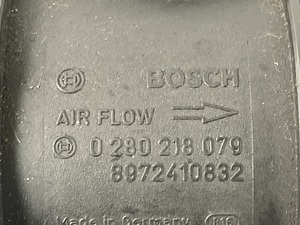 BOSCH
AIR FLOW
0 280 218 079
8972410832
Made in Germany